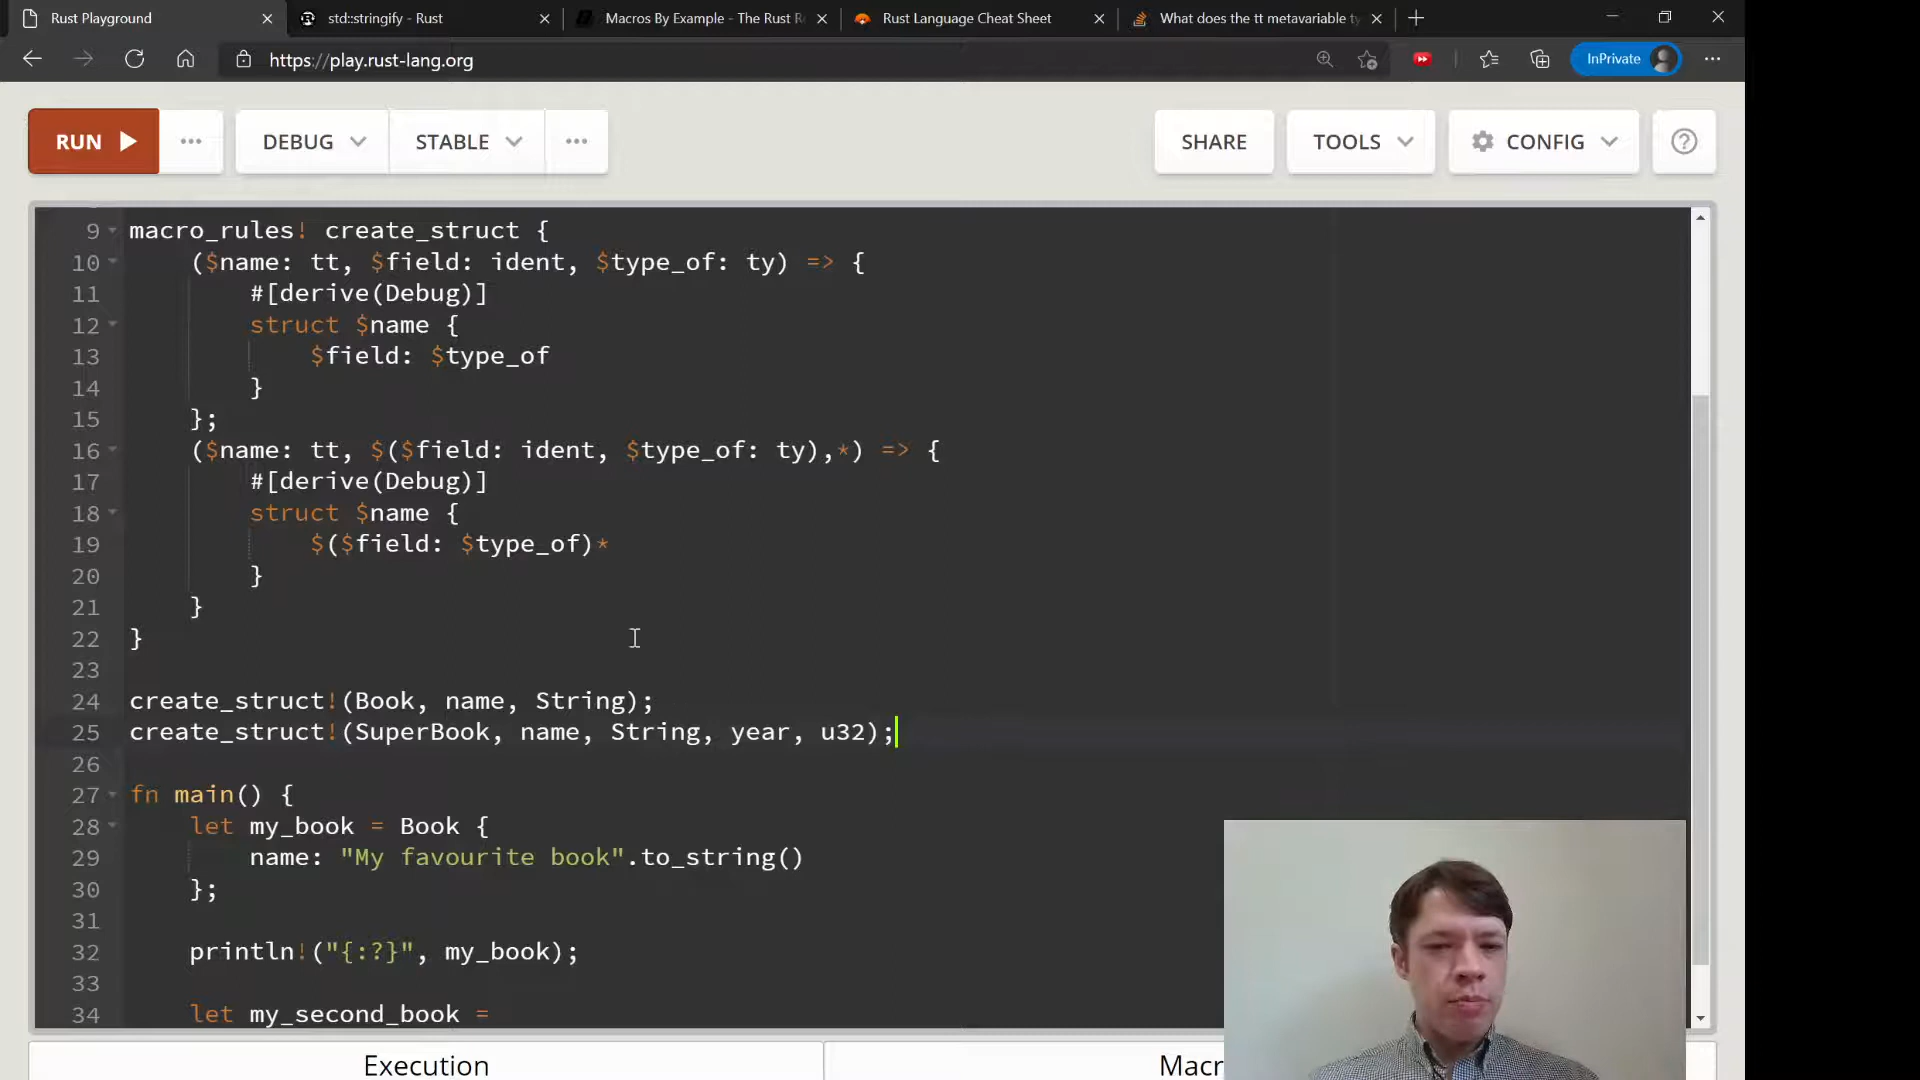 Rust Playground
std::stringify - Rust
Macros By Example - The Rust R
Rust Language Cheat Sheet
What does the tt metavariable ty
https://play.rust-lang.org
InPrivate
RUN
DEBUG
STABLE
SHARE
TOOLS
CONFIG
9 macro_rules! create_struct {
10 ($name: tt, $field: ident, $type_of: ty) => {
11 #[derive(Debug)]
12 struct $name {
13 $field: $type_of
14 }
15 };
16 ($name: tt, $($field: ident, $type_of: ty),*) => {
17 #[derive(Debug)]
18 struct $name {
19 $($field: $type_of)*
20 }
21 }
22 }
23
24 create_struct!(Book, name, String);
25 create_struct!(SuperBook, name, String, year, u32);
26
27 fn main() {
28 let my_book = Book {
29 name: "My favourite book".to_string()
30 };
31
32 println!("{:?}", my_book);
33
34 let my_second_book =
Execution
Macr